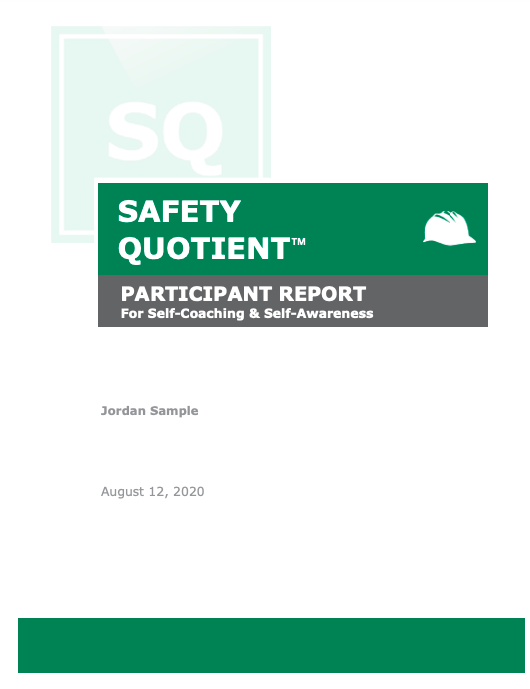 SQ
SAFETY
QUOTIENT™
PARTICIPANT REPORT
For Self-Coaching & Self-Awareness
Jordan Sample
August 12, 2020